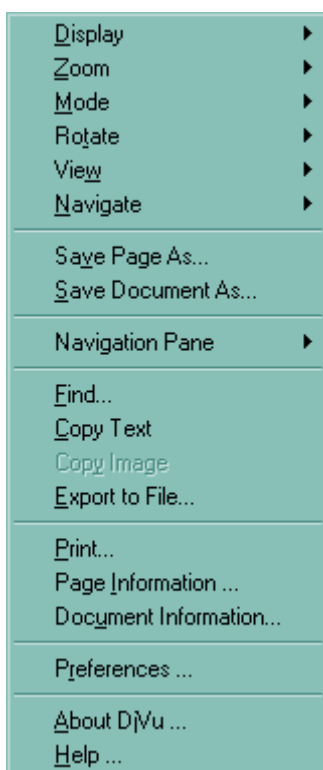 Display
Zoom
Mode
Rotate
View
Navigate
Save Page As...
Save Document As...
Navigation Pane
Find...
Copy Text
Copy Image
Export to File...
Print...
Page Information ...
Document Information...
Preferences ...
About DjVu ...
Help ...